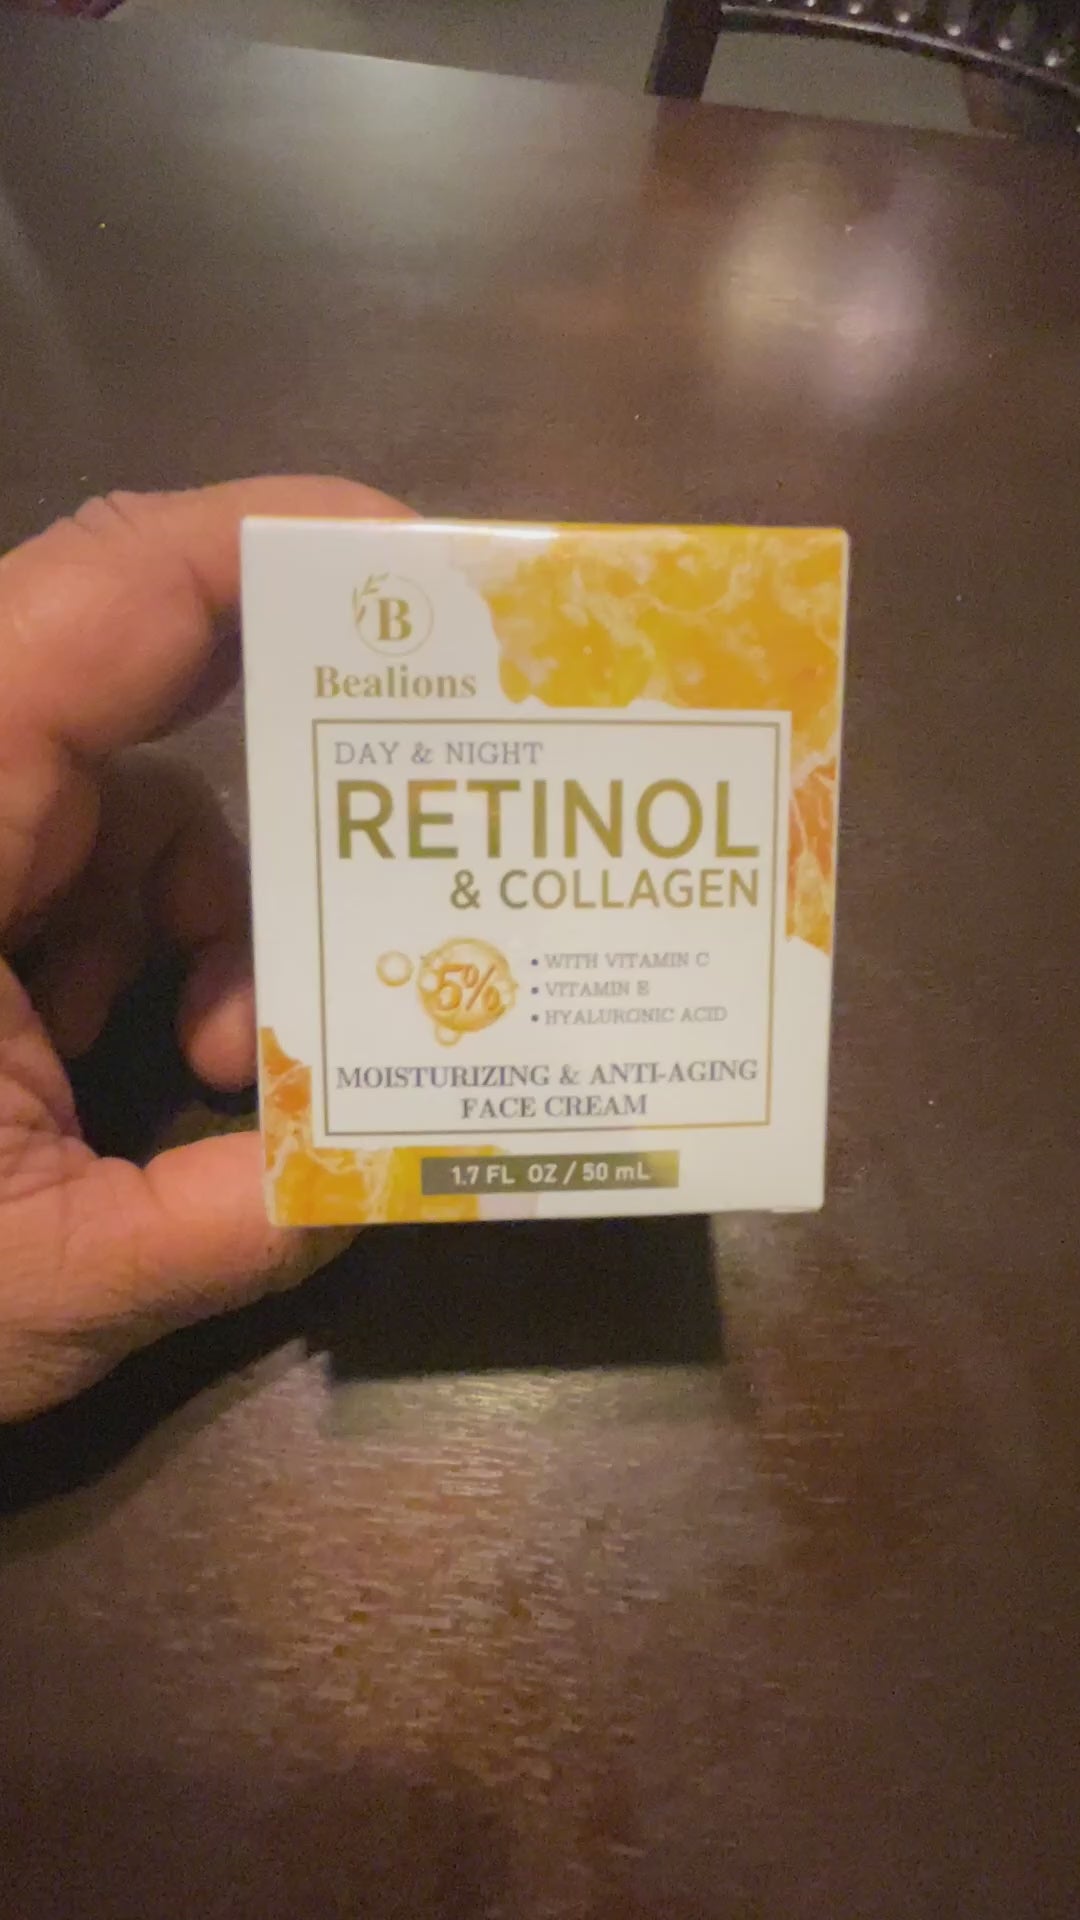 B
Bealions
DAY & NIGHT
RETINOL
& COLLAGEN
5%
• WITH VITAMIN C
• VITAMIN E
• HYALURONIC ACID
MOISTURIZING & ANTI-AGING
FACE CREAM
1.7 FL OZ / 50 mL